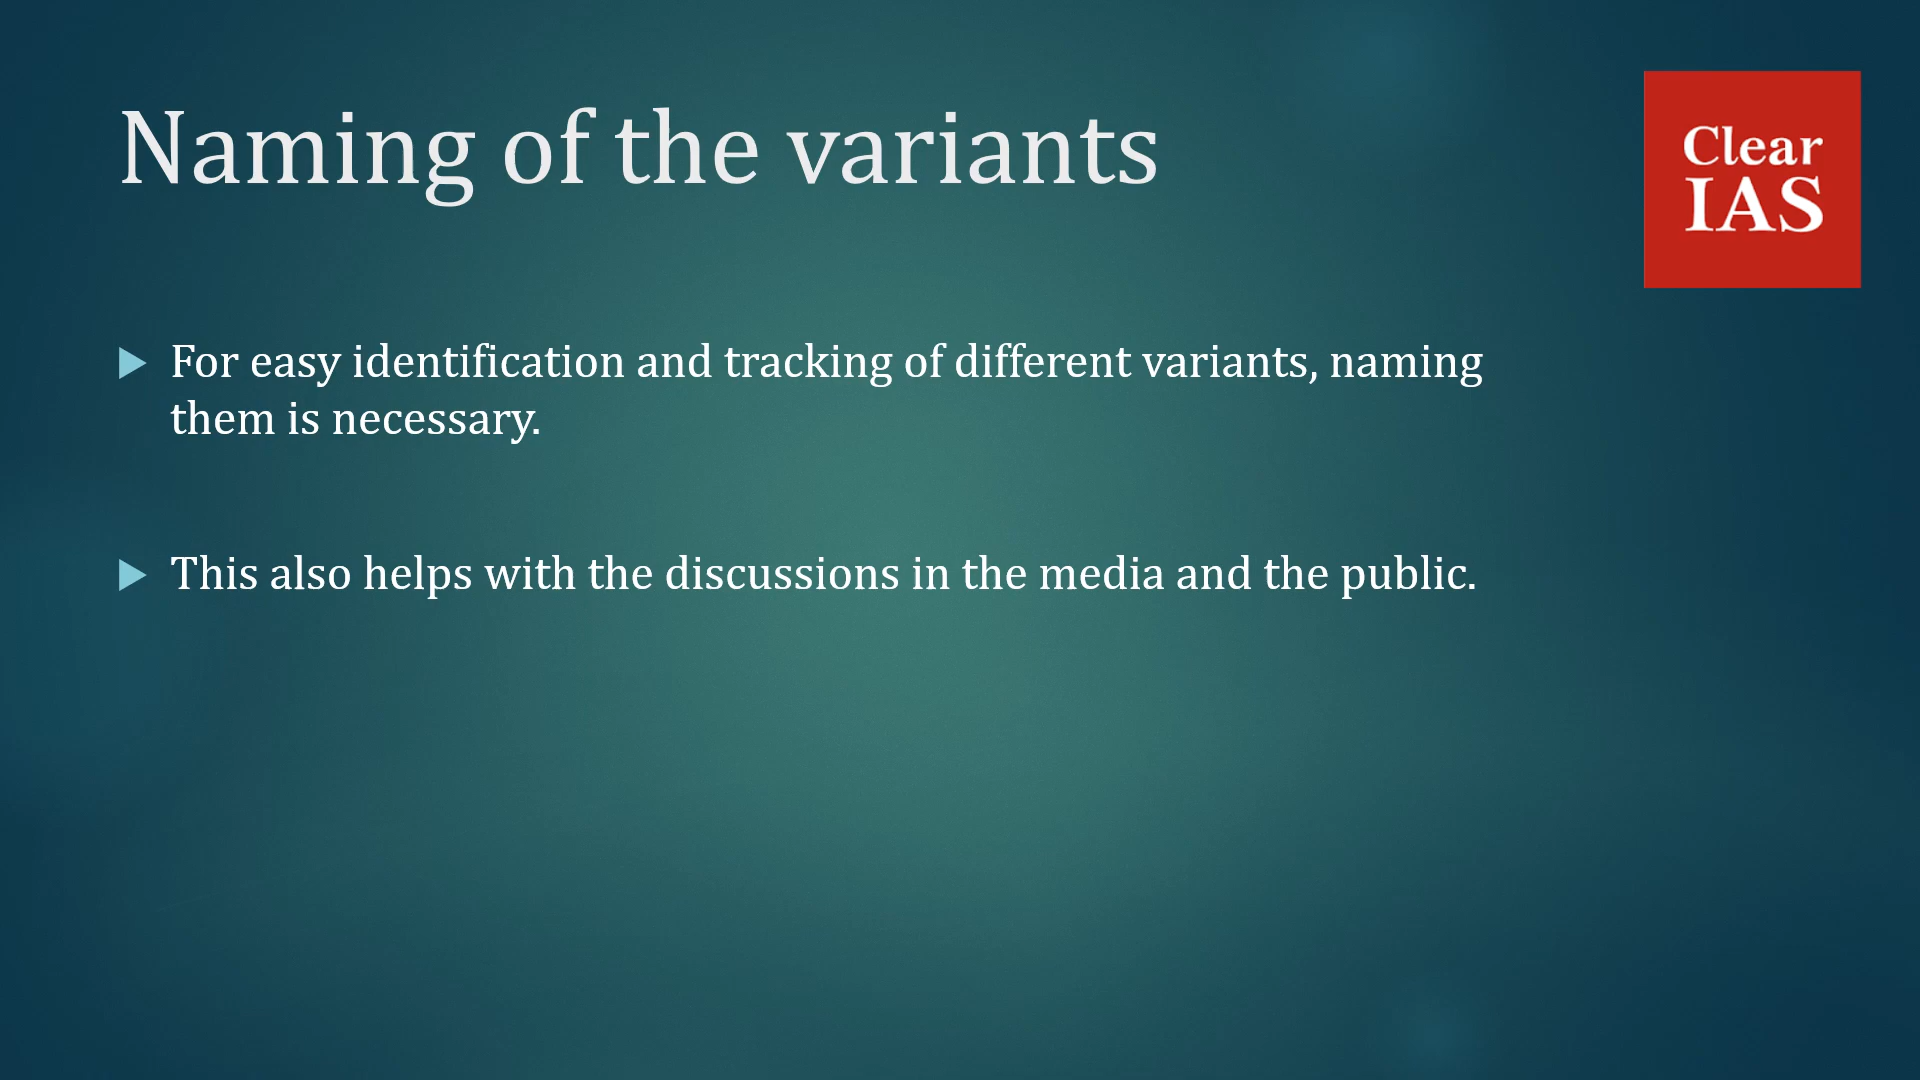 Naming of the variants
Clear
IAS
For easy identification and tracking of different variants, naming
them is necessary.
This also helps with the discussions in the media and the public.